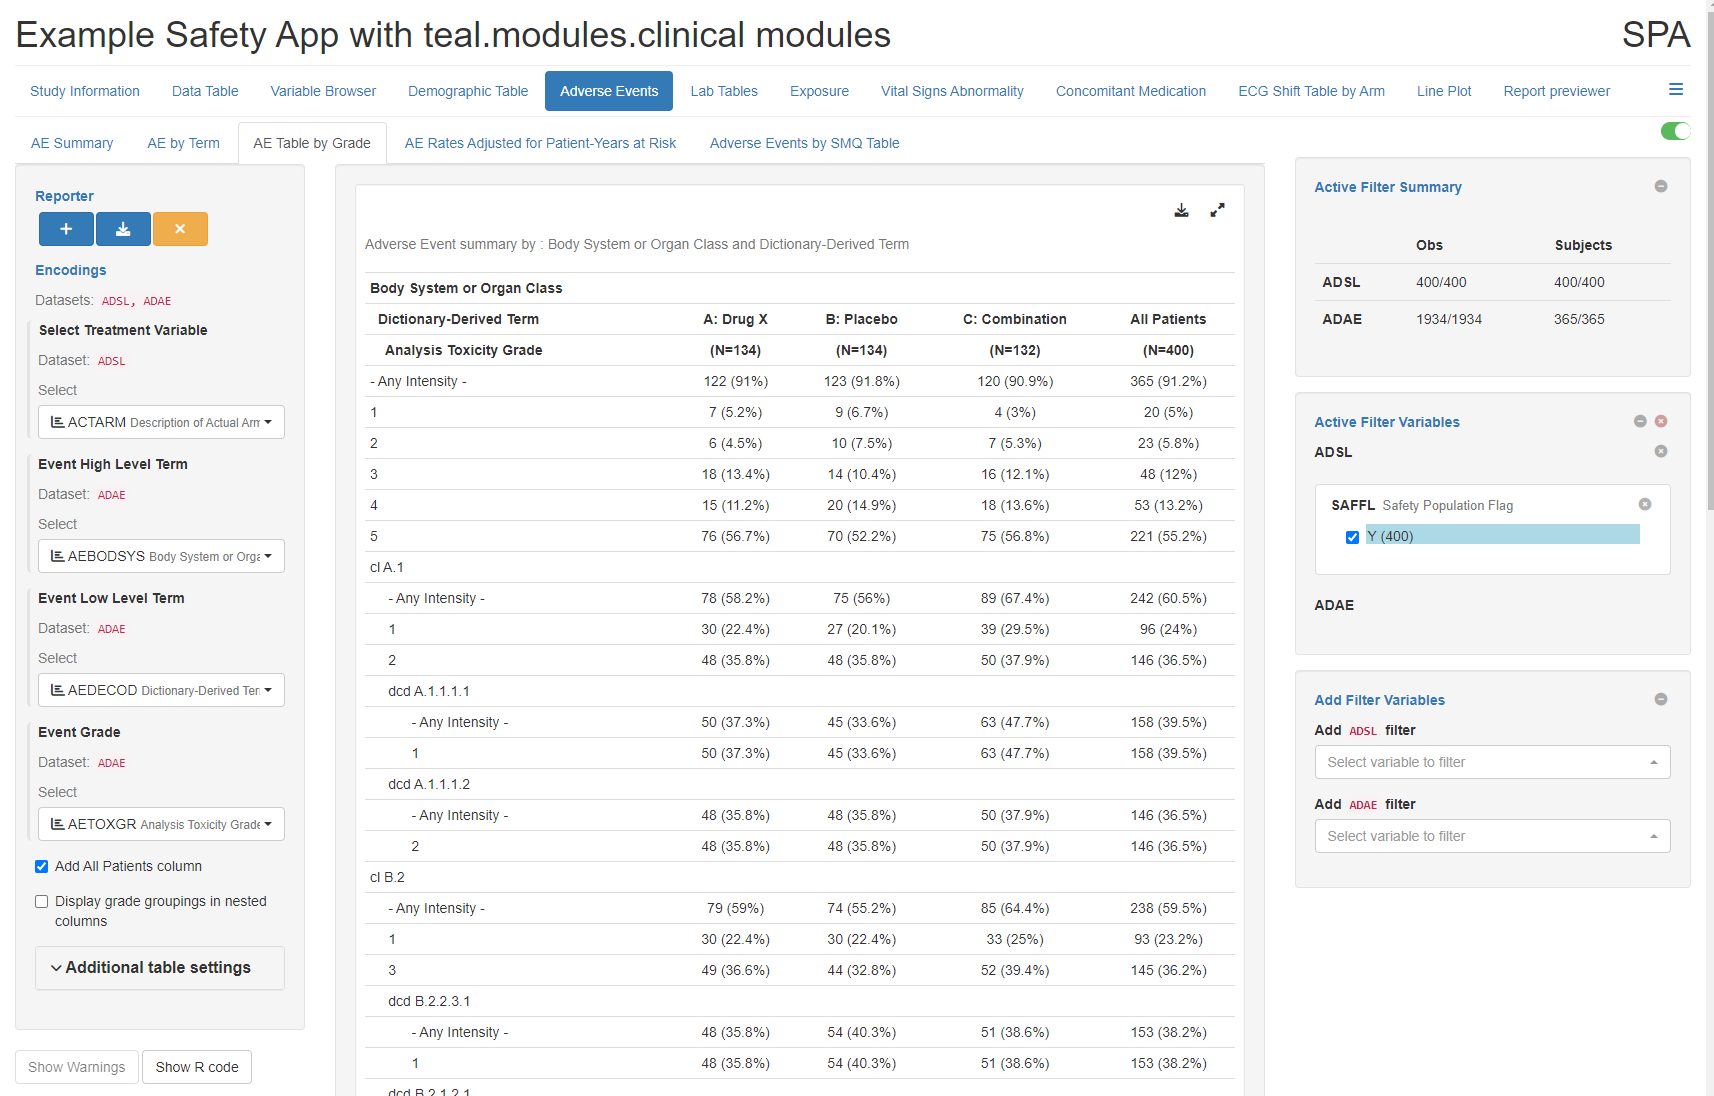 Example Safety App with teal.modules.clinical modules SPA
Study Information Data Table Variable Browser Demographic Table Adverse Events Lab Tables Exposure Vital Signs Abnormality Concomitant Medication ECG Shift Table by Arm Line Plot Report previewer
AE Summary AE by Term AE Table by Grade AE Rates Adjusted for Patient-Years at Risk Adverse Events by SMQ Table
Reporter
Encodings
Datasets: ADSL, ADAE
Select Treatment Variable
Dataset: ADSL
Select
ACTARM Description of Actual Arm
Event High Level Term
Dataset: ADAE
Select
AEBODSYS Body System or Orga
Event Low Level Term
Dataset: ADAE
Select
AEDECOD Dictionary-Derived Ter
Event Grade
Dataset: ADAE
Select
AETOXGR Analysis Toxicity Grade
Add All Patients column
Display grade groupings in nested
columns
Additional table settings
Show Warnings Show R code
Adverse Event summary by : Body System or Organ Class and Dictionary-Derived Term
Body System or Organ Class
Dictionary-Derived Term A: Drug X B: Placebo C: Combination All Patients
Analysis Toxicity Grade (N=134) (N=134) (N=132) (N=400)
- Any Intensity - 122 (91%) 123 (91.8%) 120 (90.9%) 365 (91.2%)
1 7 (5.2%) 9 (6.7%) 4 (3%) 20 (5%)
2 6 (4.5%) 10 (7.5%) 7 (5.3%) 23 (5.8%)
3 18 (13.4%) 14 (10.4%) 16 (12.1%) 48 (12%)
4 15 (11.2%) 20 (14.9%) 18 (13.6%) 53 (13.2%)
5 76 (56.7%) 70 (52.2%) 75 (56.8%) 221 (55.2%)
cl A.1
- Any Intensity - 78 (58.2%) 75 (56%) 89 (67.4%) 242 (60.5%)
1 30 (22.4%) 27 (20.1%) 39 (29.5%) 96 (24%)
2 48 (35.8%) 48 (35.8%) 50 (37.9%) 146 (36.5%)
dcd A.1.1.1.1
- Any Intensity - 50 (37.3%) 45 (33.6%) 63 (47.7%) 158 (39.5%)
1 50 (37.3%) 45 (33.6%) 63 (47.7%) 158 (39.5%)
dcd A.1.1.1.2
- Any Intensity - 48 (35.8%) 48 (35.8%) 50 (37.9%) 146 (36.5%)
2 48 (35.8%) 48 (35.8%) 50 (37.9%) 146 (36.5%)
cl B.2
- Any Intensity - 79 (59%) 74 (55.2%) 85 (64.4%) 238 (59.5%)
1 30 (22.4%) 30 (22.4%) 33 (25%) 93 (23.2%)
3 49 (36.6%) 44 (32.8%) 52 (39.4%) 145 (36.2%)
dcd B.2.2.3.1
- Any Intensity - 48 (35.8%) 54 (40.3%) 51 (38.6%) 153 (38.2%)
1 48 (35.8%) 54 (40.3%) 51 (38.6%) 153 (38.2%)
dcd B.2.1.2.1
Active Filter Summary
Obs Subjects
ADSL 400/400 400/400
ADAE 1934/1934 365/365
Active Filter Variables
ADSL
SAFFL Safety Population Flag
Y (400)
ADAE
Add Filter Variables
Add ADSL filter
Select variable to filter
Add ADAE filter
Select variable to filter